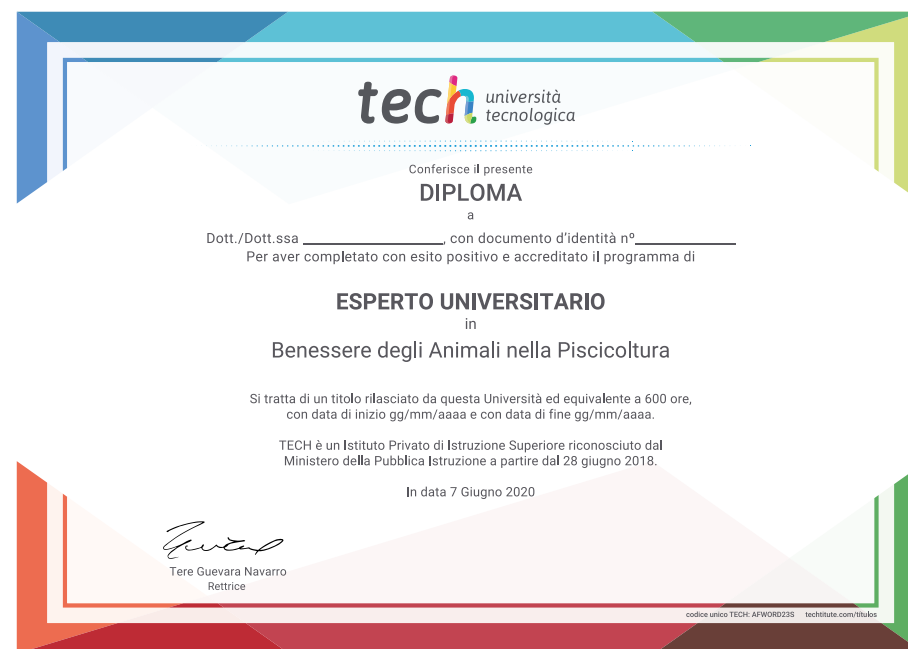 tech università
tecnologica
Conferisce il presente
DIPLOMA
a
Dott./Dott.ssa ____________________, con documento d'identità nº______________
Per aver completato con esito positivo e accreditato il programma di
ESPERTO UNIVERSITARIO
in
Benessere degli Animali nella Piscicoltura
Si tratta di un titolo rilasciato da questa Università ed equivalente a 600 ore,
con data di inizio gg/mm/aaaa e con data di fine gg/mm/aaaa.
TECH è un Istituto Privato di Istruzione Superiore riconosciuto dal
Ministero della Pubblica Istruzione a partire dal 28 giugno 2018.
In data 7 Giugno 2020
Tere Guevara Navarro
Rettrice
codice unico TECH: AFWORD23S techtitute.com/títulos